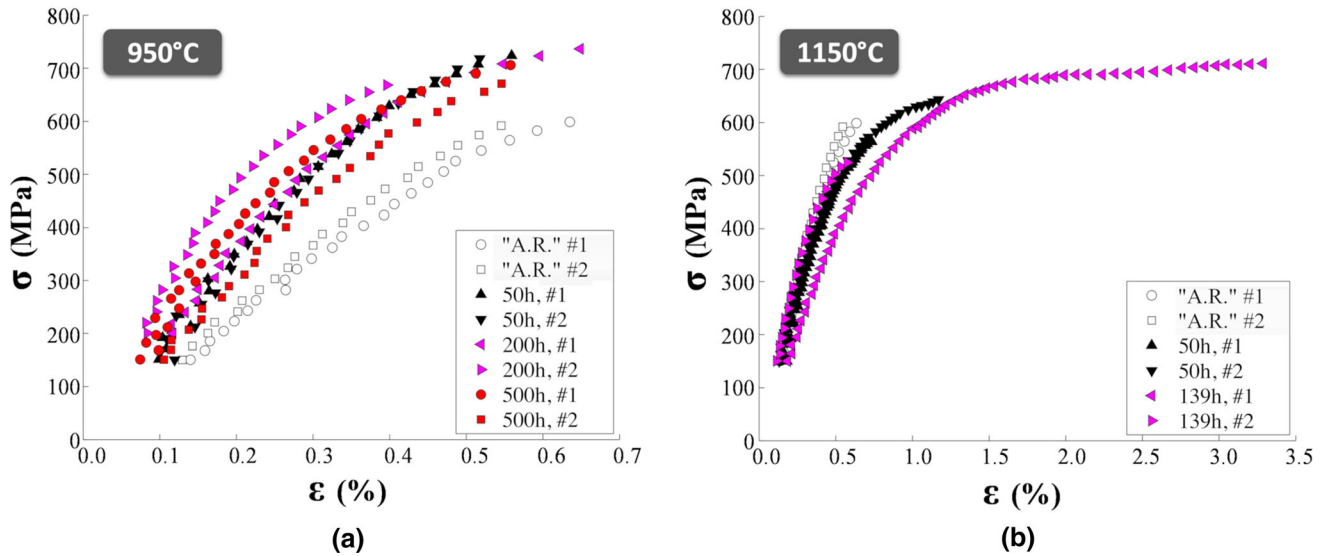 950°C
800
700
600
500
400
300
200
100
0
σ (MPa)
0.0 0.1 0.2 0.3 0.4 0.5 0.6 0.7
ε (%)
"A.R." #1
"A.R." #2
50h, #1
50h, #2
200h, #1
200h, #2
500h, #1
500h, #2
(a)
1150°C
800
700
600
500
400
300
200
100
0
σ (MPa)
0.0 0.5 1.0 1.5 2.0 2.5 3.0 3.5
ε (%)
"A.R." #1
"A.R." #2
50h, #1
50h, #2
139h, #1
139h, #2
(b)